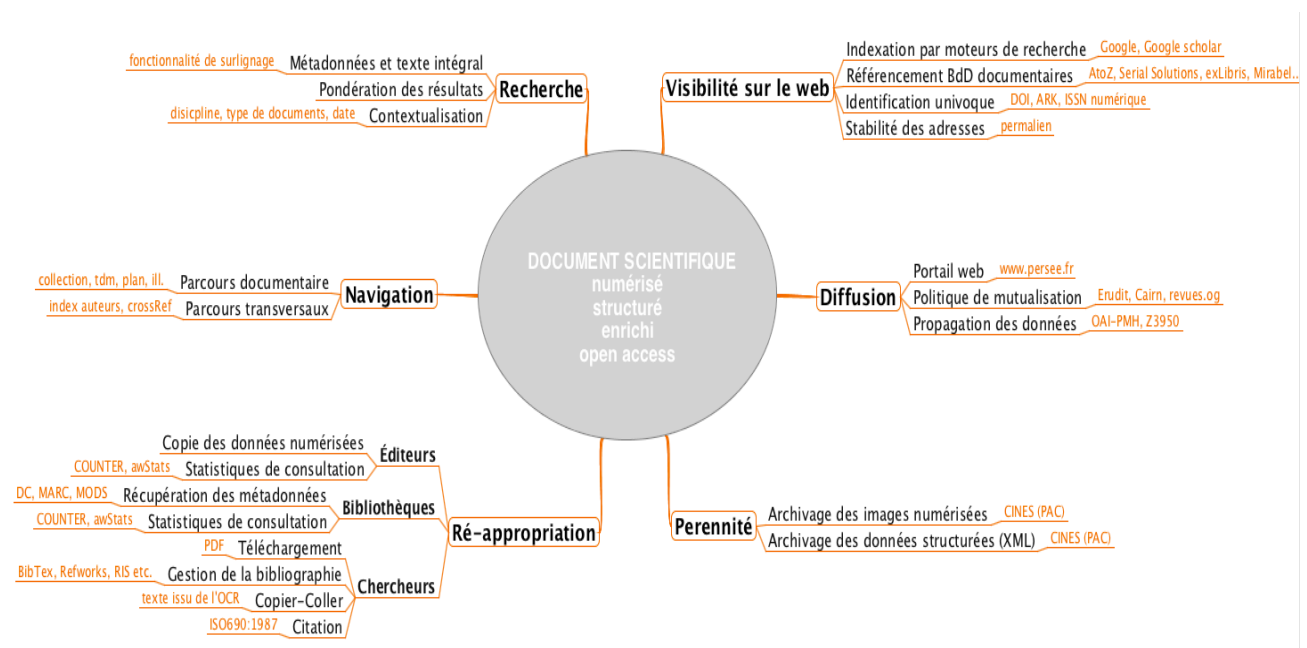 DOCUMENT SCIENTIFIQUE
numérisé
structuré
enrichi
open access
Recherche
Métadonnées et texte intégral
fonctionnalité de surlignage
Pondération des résultats
Contextualisation
disicpline, type de documents, date
Visibilité sur le web
Indexation par moteurs de recherche
Google, Google scholar
Référencement BdD documentaires
AtoZ, Serial Solutions, exLibris, Mirabel...
Identification univoque
DOI, ARK, ISSN numérique
Stabilité des adresses
permalien
Navigation
Parcours documentaire
collection, tdm, plan, ill.
Parcours transversaux
index auteurs, crossRef
Diffusion
Portail web
www.persee.fr
Politique de mutualisation
Erudit, Cairn, revues.og
Propagation des données
OAI-PMH, Z3950
Ré-appropriation
Éditeurs
Copie des données numérisées
Statistiques de consultation
COUNTER, awStats
Bibliothèques
Récupération des métadonnées
DC, MARC, MODS
Statistiques de consultation
COUNTER, awStats
Chercheurs
Téléchargement
PDF
Gestion de la bibliographie
BibTex, Refworks, RIS etc.
Copier-Coller
texte issu de l'OCR
Citation
ISO690:1987
Perennité
Archivage des images numérisées
CINES (PAC)
Archivage des données structurées (XML)
CINES (PAC)